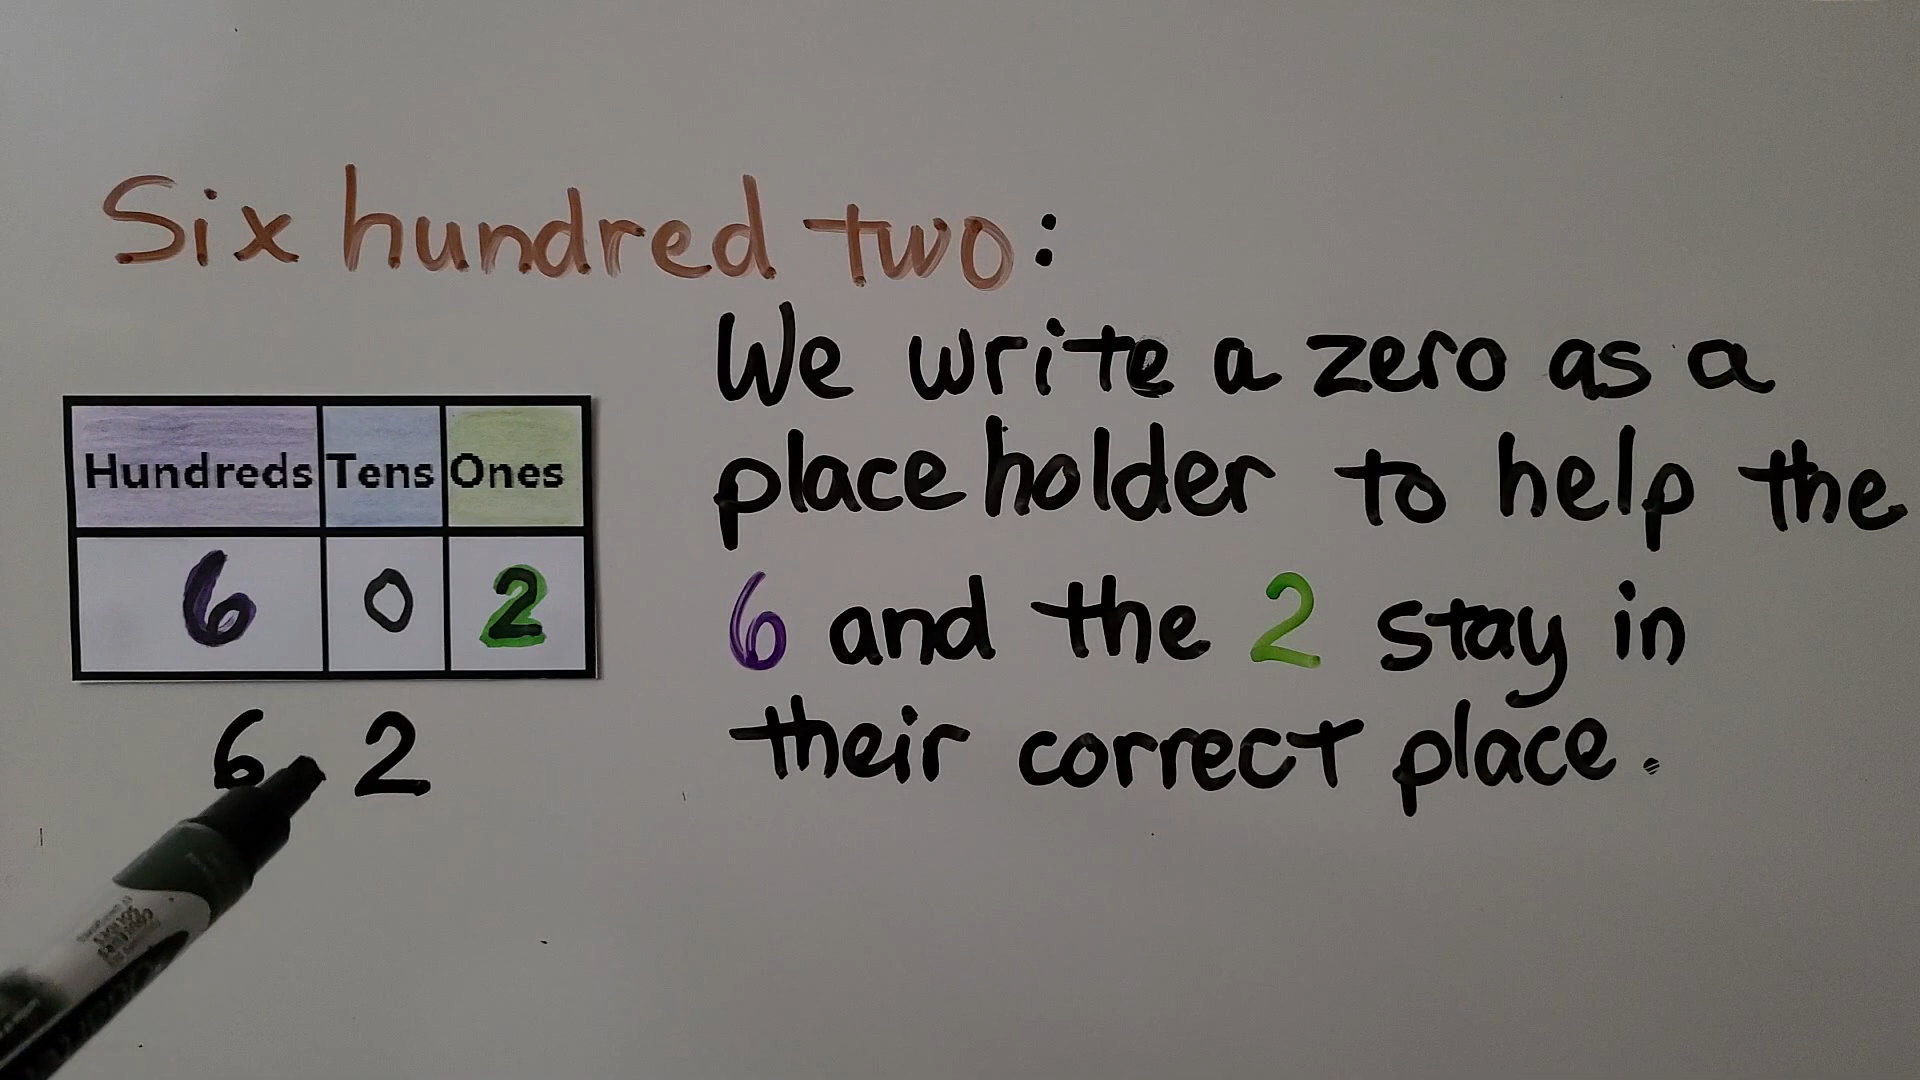 Six hundred two:
We write a zero as a
place holder to help the
6 and the 2 stay in
their correct place.
Hundreds Tens Ones
6 0 2
6 2